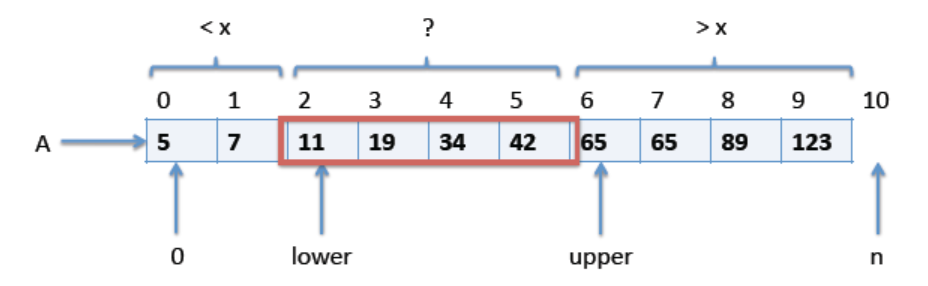 < x ? > x
0 1 2 3 4 5 6 7 8 9 10
A 5 7 11 19 34 42 65 65 89 123
0 lower upper n